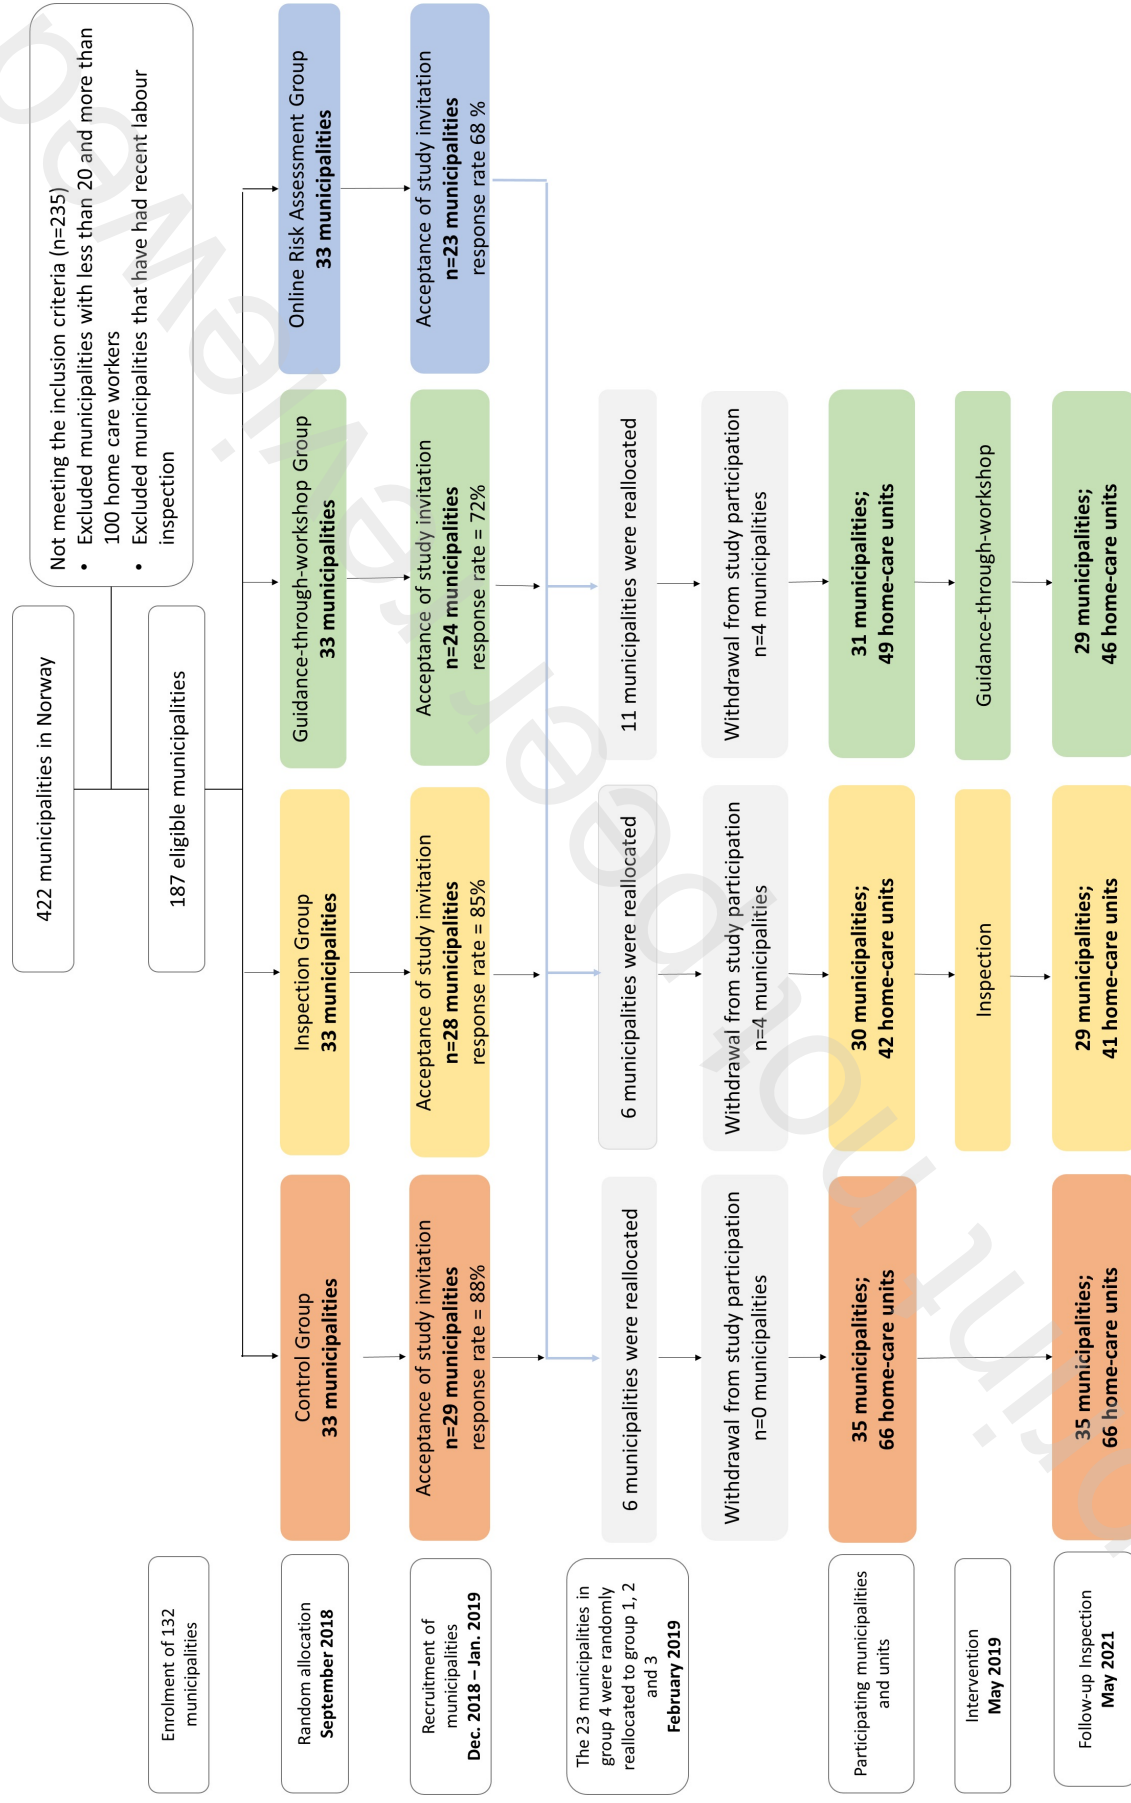 422 municipalities in Norway
Not meeting the inclusion criteria (n=235)
• Excluded municipalities with less than 20 and more than
100 home care workers
• Excluded municipalities that have had recent labour
inspection
Enrolment of 132
municipalities
187 eligible municipalities
Random allocation
September 2018
Control Group
33 municipalities
Inspection Group
33 municipalities
Guidance-through-workshop Group
33 municipalities
Online Risk Assessment Group
33 municipalities
Recruitment of
municipalities
Dec. 2018 – Jan. 2019
Acceptance of study invitation
n=29 municipalities
response rate = 88%
Acceptance of study invitation
n=28 municipalities
response rate = 85%
Acceptance of study invitation
n=24 municipalities
response rate = 72%
Acceptance of study invitation
n=23 municipalities
response rate 68 %
The 23 municipalities in
group 4 were randomly
reallocated to group 1, 2
and 3
February 2019
6 municipalities were reallocated
6 municipalities were reallocated
11 municipalities were reallocated
Withdrawal from study participation
n=0 municipalities
Withdrawal from study participation
n=4 municipalities
Withdrawal from study participation
n=4 municipalities
Participating municipalities
and units
35 municipalities;
66 home-care units
30 municipalities;
42 home-care units
31 municipalities;
49 home-care units
Intervention
May 2019
Inspection
Guidance-through-workshop
Follow-up Inspection
May 2021
35 municipalities;
66 home-care units
29 municipalities;
41 home-care units
29 municipalities;
46 home-care units
print not peer reviewed